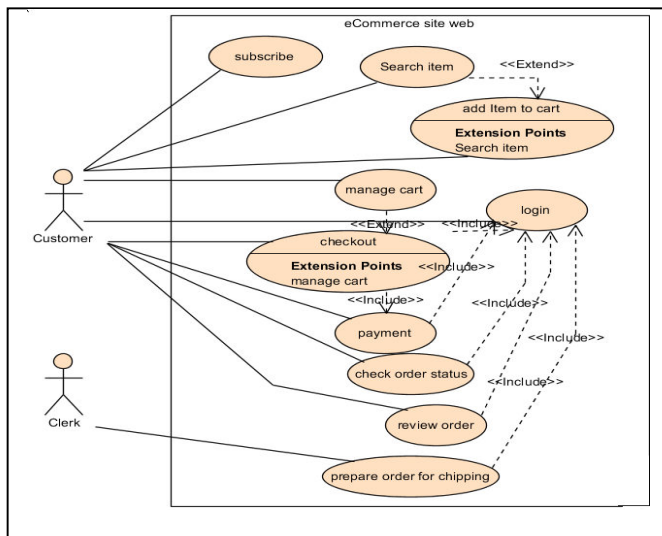 eCommerce site web
subscribe
Search item
<<Extend>>
add Item to cart
Extension Points
Search item
manage cart
login
Customer
<<Extend>>
<<Include>>
checkout
Extension Points
manage cart
<<Include>>
<<Include>>
payment
<<Include>>
check order status
<<Include>>
Clerk
review order
<<Include>>
prepare order for chipping